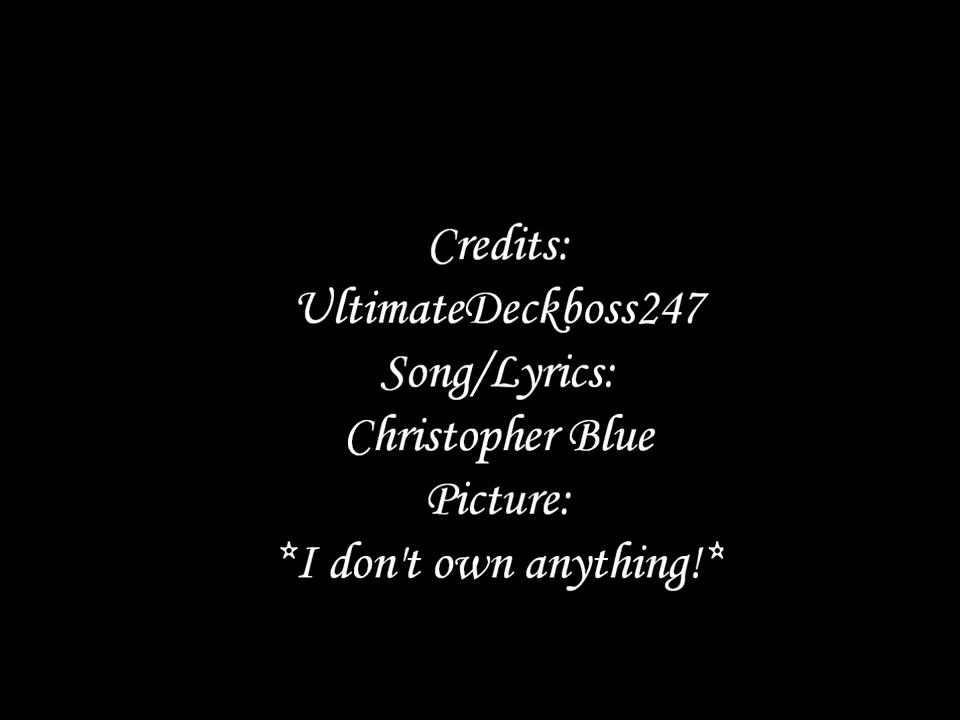 Credits:
UltimateDeckboss247
Song/Lyrics:
Christopher Blue
Picture:
*I don't own anything!*